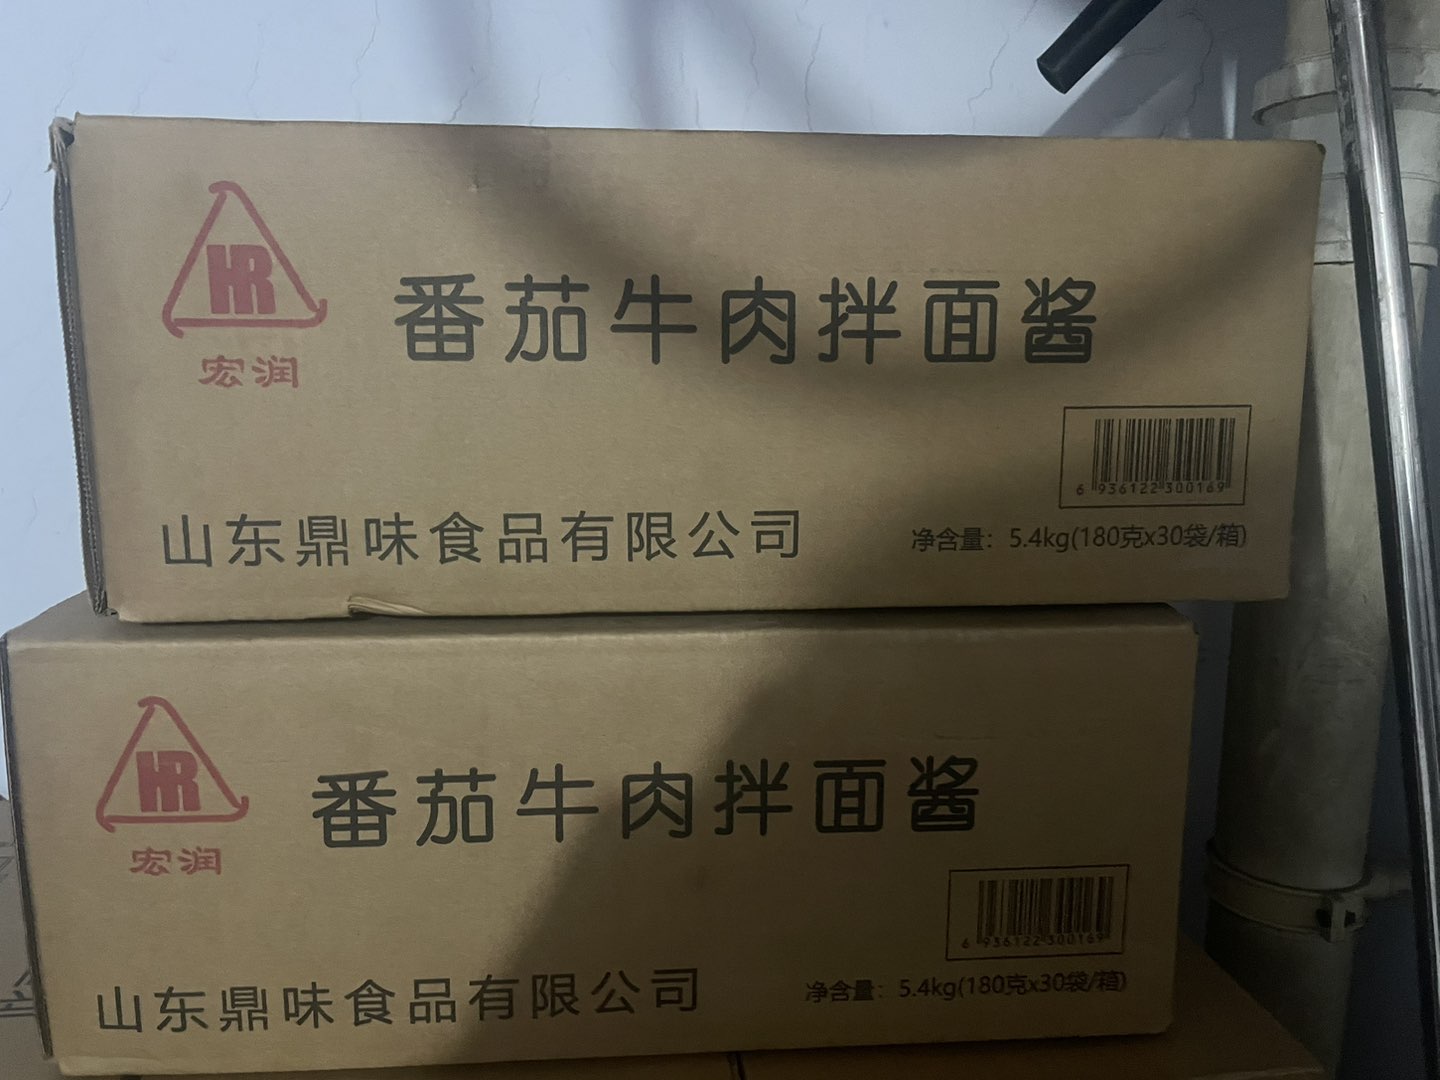 HR
宏润
番茄牛肉拌面酱
6 936122 300169
山东鼎味食品有限公司
净含量：5.4kg(180克x30袋/箱)
HR
宏润
番茄牛肉拌面酱
6 936122 300169
山东鼎味食品有限公司
净含量：5.4kg(180克x30袋/箱)